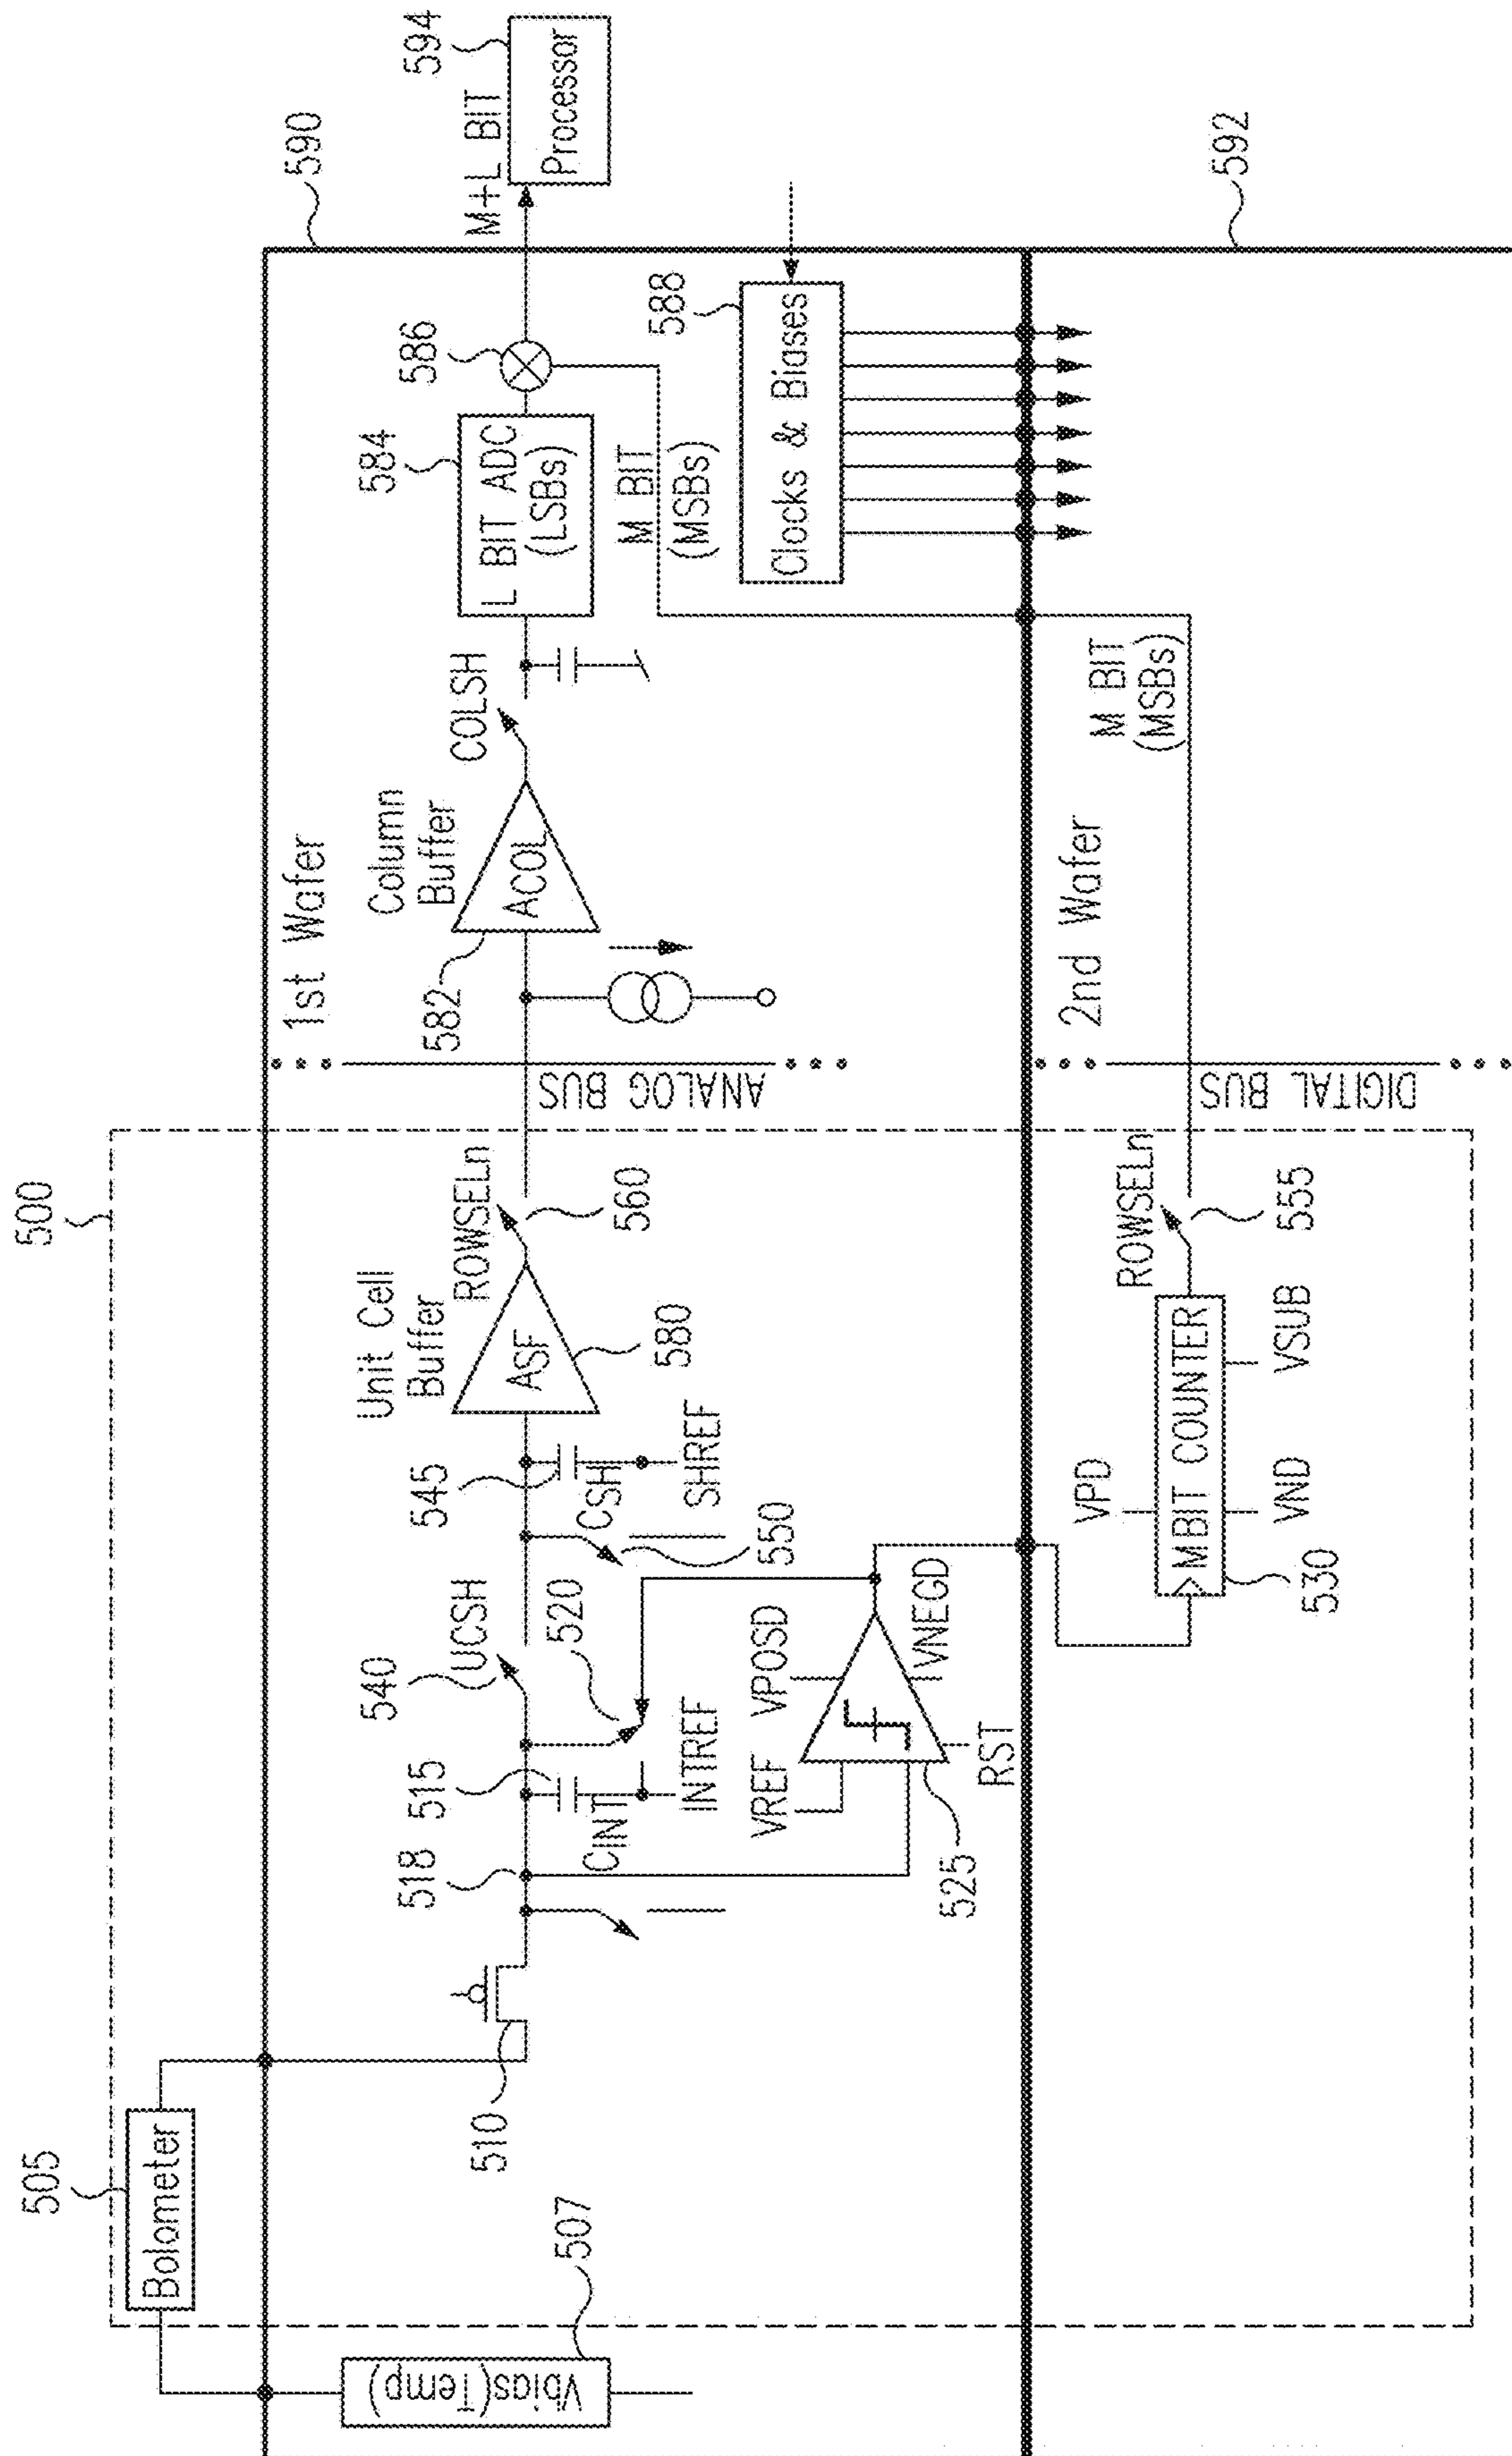 500
505
Bolometer
507
Vbias(Temp)
510
518
515
CINT
INTREF
540
UCSH
520
550
545
CSH
SHREF
Unit Cell
Buffer
ASF
580
ROWSELn
560
VREF
VPOSD
VNEGD
RST
525
ANALOG BUS
1st Wafer
582
Column
Buffer
ACOL
COLSH
584
L BIT ADC
(LSBs)
586
M BIT
(MSBs)
588
Clocks & Biases
590
M+L BIT
594
Processor
592
530
M BIT COUNTER
VPD
VND
VSUB
ROWSELn
555
DIGITAL BUS
2nd Wafer
M BIT
(MSBs)